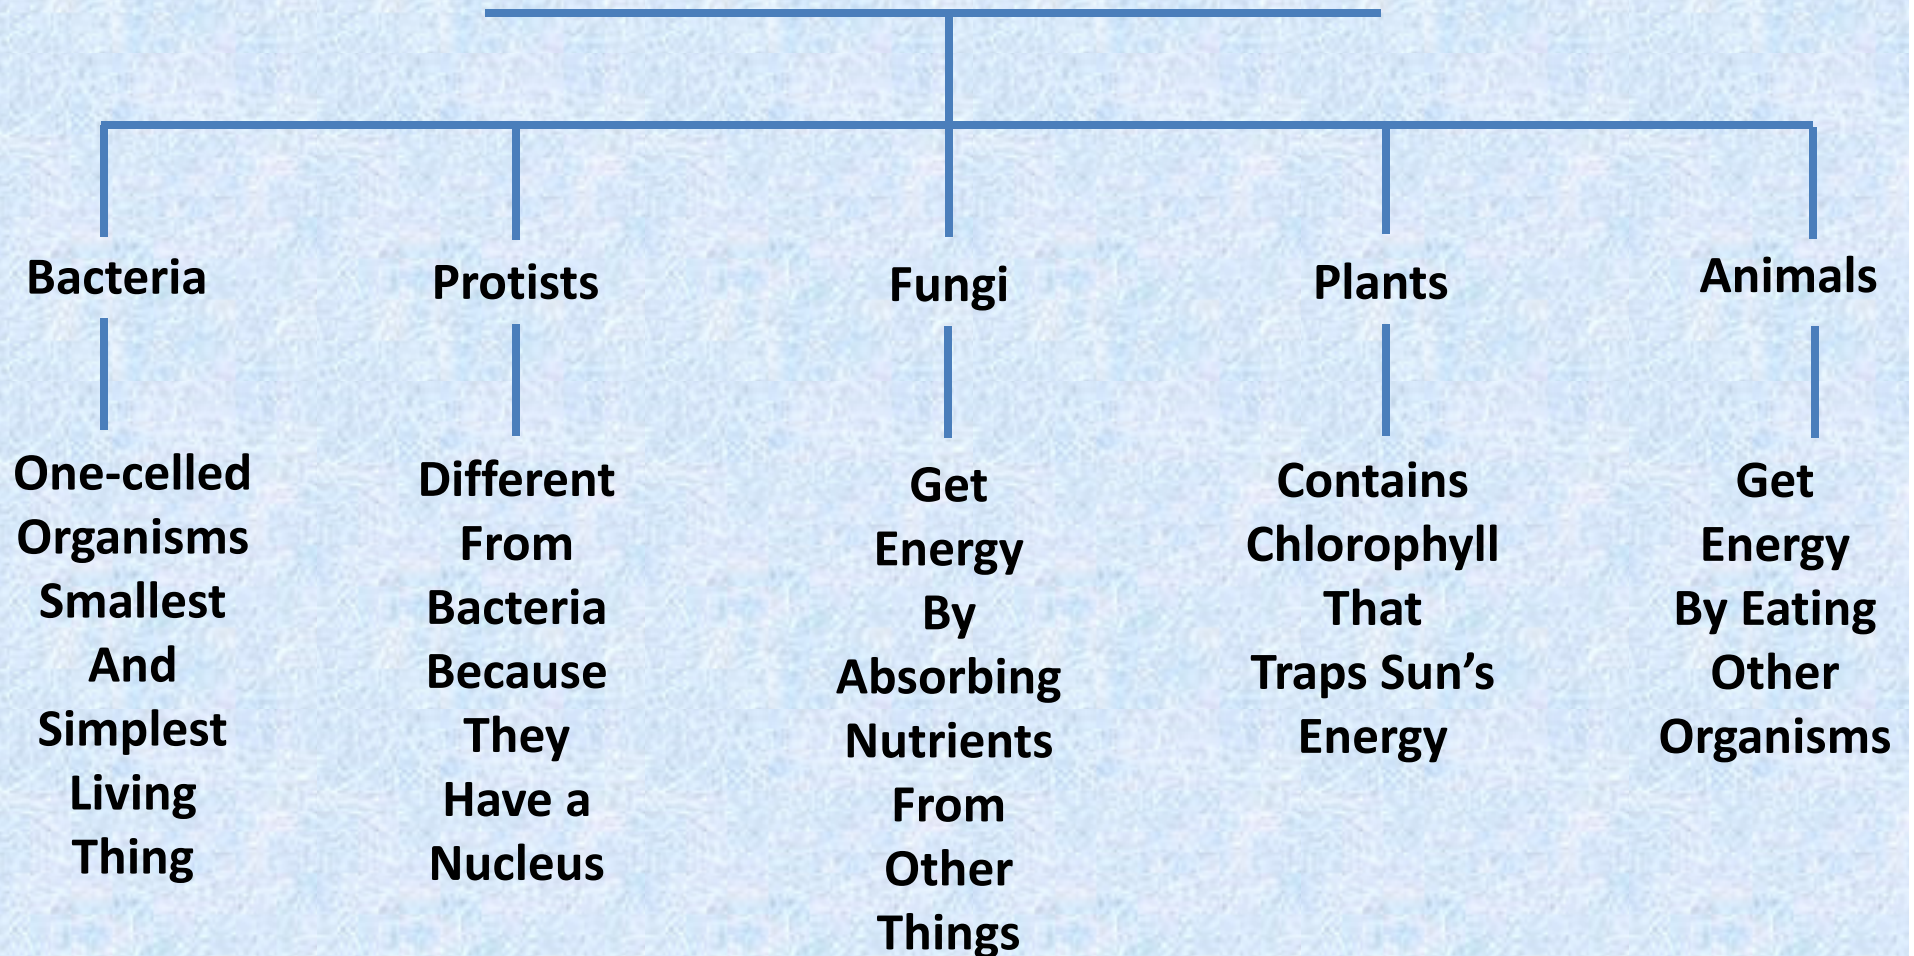 Bacteria
One-celled
Organisms
Smallest
And
Simplest
Living
Thing
Protists
Different
From
Bacteria
Because
They
Have a
Nucleus
Fungi
Get
Energy
By
Absorbing
Nutrients
From
Other
Things
Plants
Contains
Chlorophyll
That
Traps Sun’s
Energy
Animals
Get
Energy
By Eating
Other
Organisms